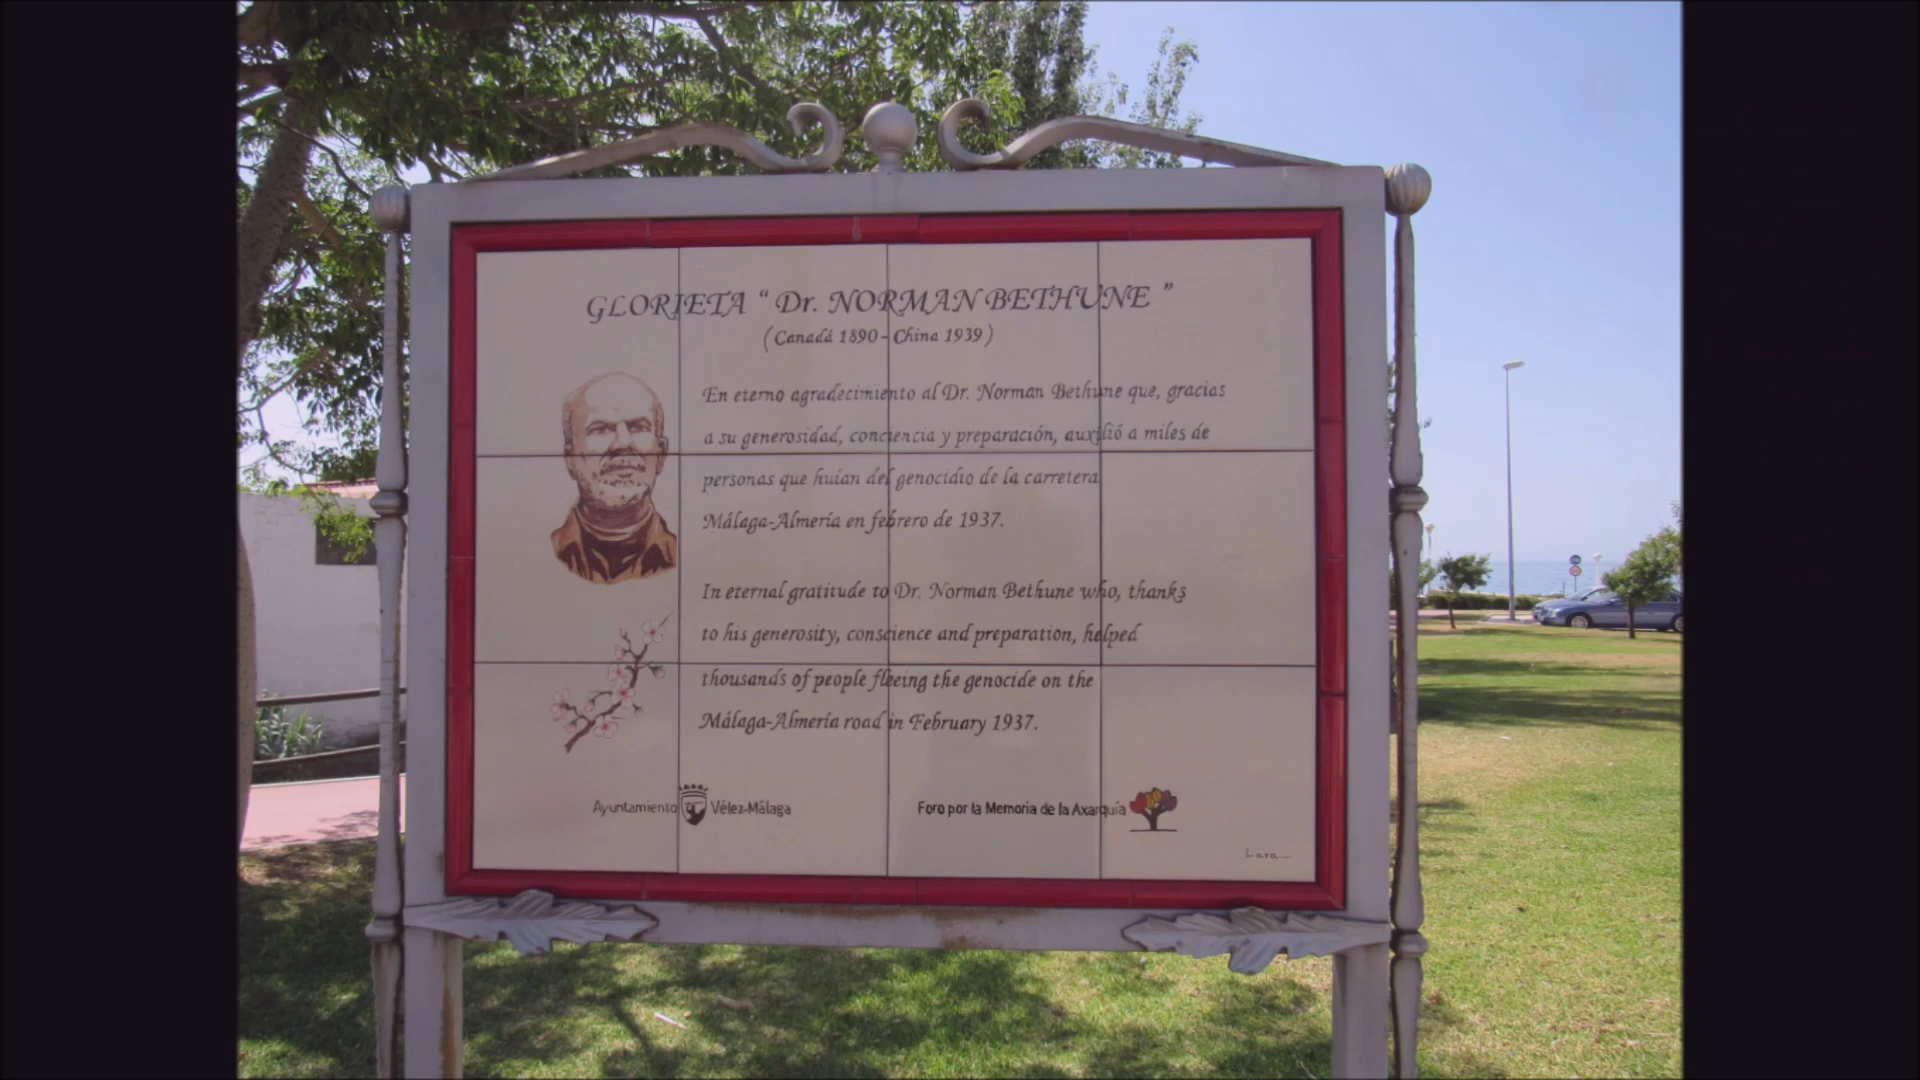 GLORIETA “ Dr. NORMAN BETHUNE ”
(Canadá 1890 - China 1939)
En eterno agradecimiento al Dr. Norman Bethune que, gracias
a su generosidad, conciencia y preparación, auxilió a miles de
personas que huían del genocidio de la carretera
Málaga-Almería en febrero de 1937.
In eternal gratitude to Dr. Norman Bethune who, thanks
to his generosity, conscience and preparation, helped
thousands of people fleeing the genocide on the
Málaga-Almería road in February 1937.
Ayuntamiento Vélez-Málaga
Foro por la Memoria de la Axarquía
Lara